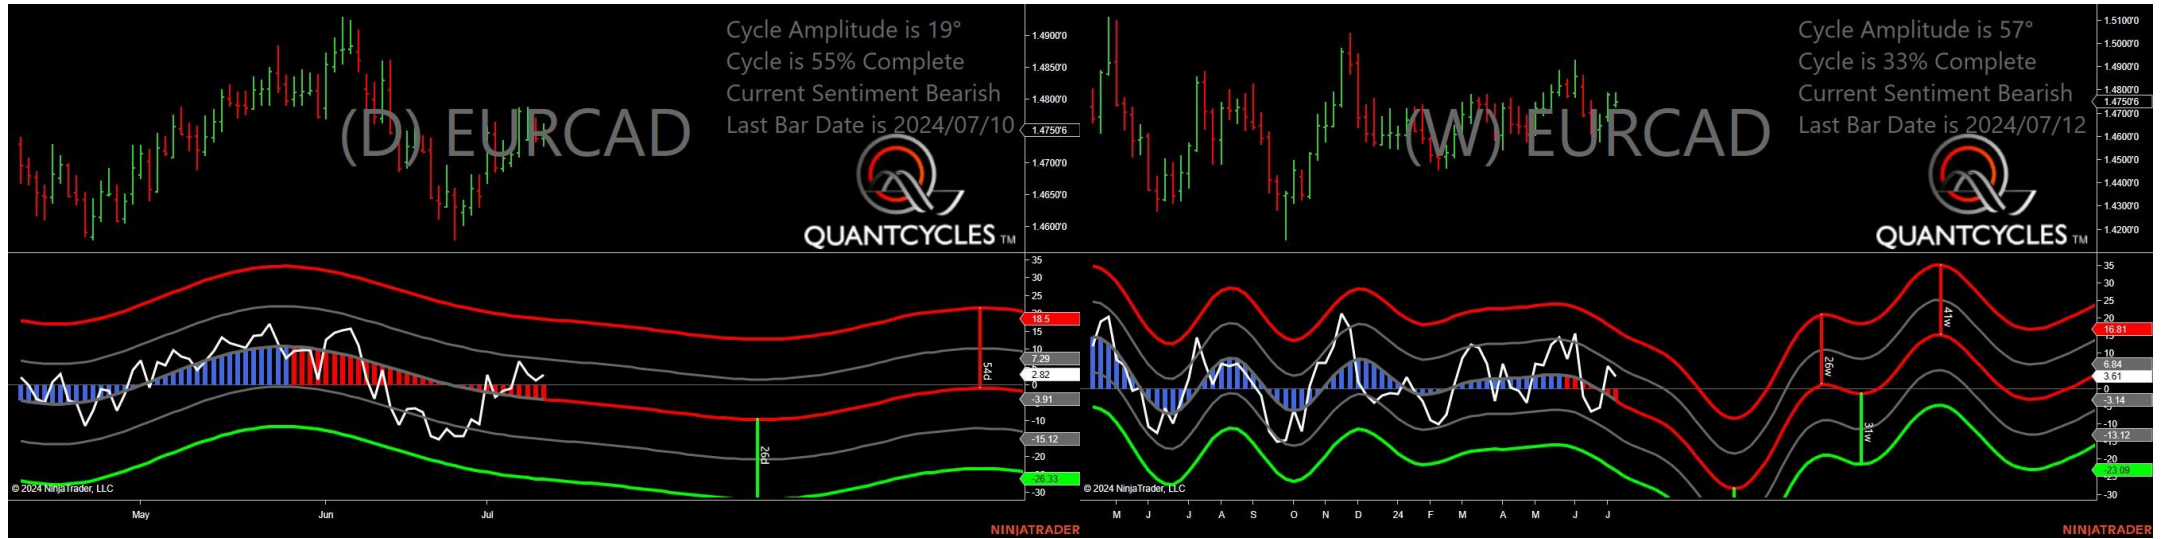 Cycle Amplitude is 19°
Cycle is 55% Complete
Current Sentiment Bearish
Last Bar Date is 2024/07/10
(D) EURCAD
QUANTCYCLES TM
1.4900'0
1.4850'0
1.4800'0
1.4750'6
1.4700'0
1.4650'0
1.4600'0
35
30
25
18.5
15
10
7.29
2.82
0
-3.91
-10
-15.12
-20
-26.33
-30
54d
26d
© 2024 NinjaTrader, LLC
May
Jun
Jul
NINJATRADER
Cycle Amplitude is 57°
Cycle is 33% Complete
Current Sentiment Bearish
Last Bar Date is 2024/07/12
(W) EURCAD
QUANTCYCLES TM
1.5100'0
1.5000'0
1.4900'0
1.4800'0
1.4750'6
1.4700'0
1.4600'0
1.4500'0
1.4400'0
1.4300'0
1.4200'0
35
30
25
20
16.81
15
10
6.84
3.61
0
-3.14
-10
-13.12
-20
-23.09
-30
26w
31w
41w
© 2024 NinjaTrader, LLC
M J J A S O N D 24 F M A M J J
NINJATRADER